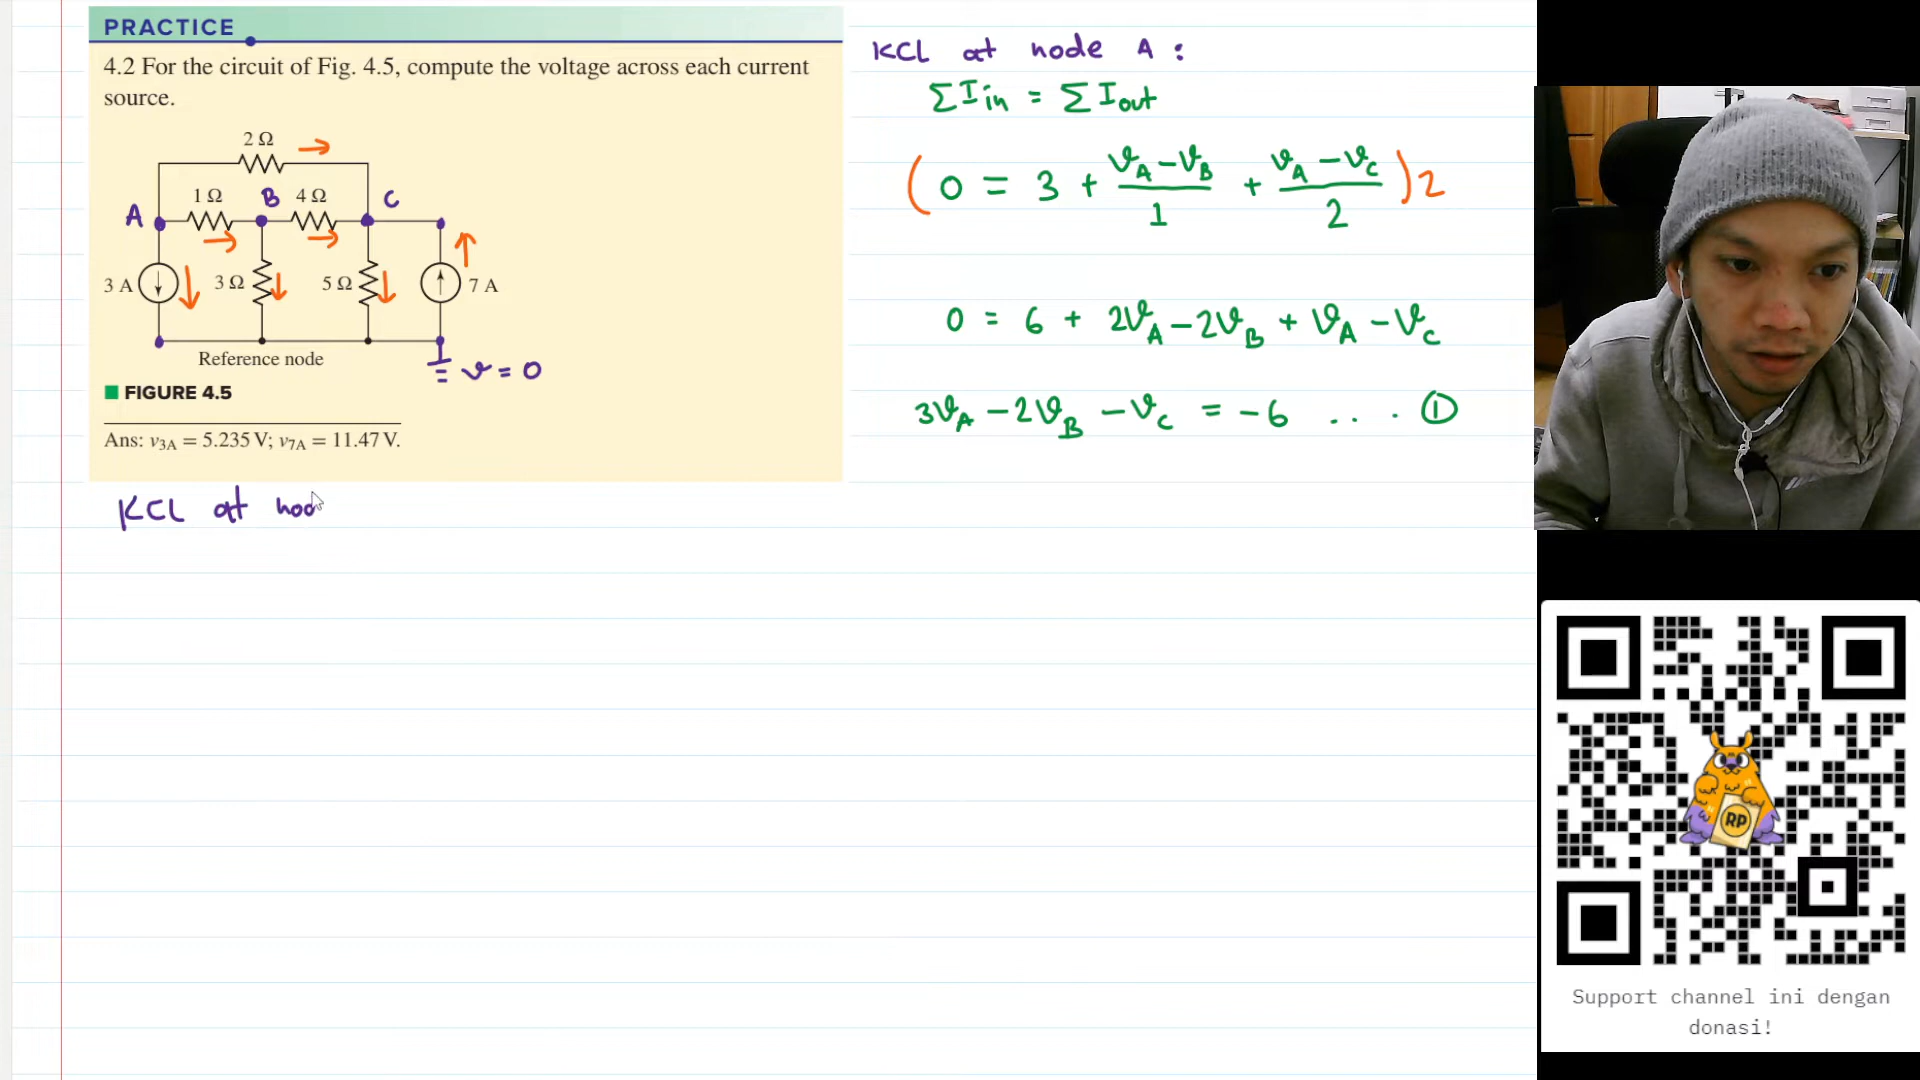 PRACTICE
4.2 For the circuit of Fig. 4.5, compute the voltage across each current
source.
2 Ω
1 Ω
B
4 Ω
C
A
3 A
3 Ω
5 Ω
7 A
Reference node
v = 0
FIGURE 4.5
Ans: v3A = 5.235 V; v7A = 11.47 V.
KCL at nod
KCL at node A :
ΣIin = ΣIout
( 0 = 3 + (vA − vB)/1 + (vA − vC)/2 ) 2
0 = 6 + 2vA − 2vB + vA − vC
3vA − 2vB − vC = −6 ... ①
RP
Support channel ini dengan
donasi!